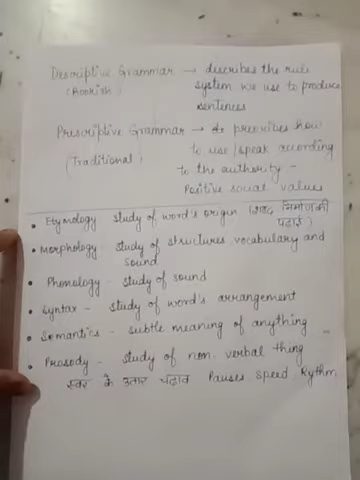 Descriptive Grammar → describes the rule
(Boorish) system we use to produce
sentences
Prescriptive Grammar → prescribes how
to use/speak according
(Traditional) to the authority -
Positive social values
• Etymology study of word's origin (शब्द निर्माण की
पढ़ाई)
• Morphology - study of structures vocabulary and
sound
• Phonology - study of sound
• Syntax - study of word's arrangement
• Semantics - subtle meaning of anything
• Prosody - study of non verbal thing
स्वर के उतार चढ़ाव Pauses Speed Rythm